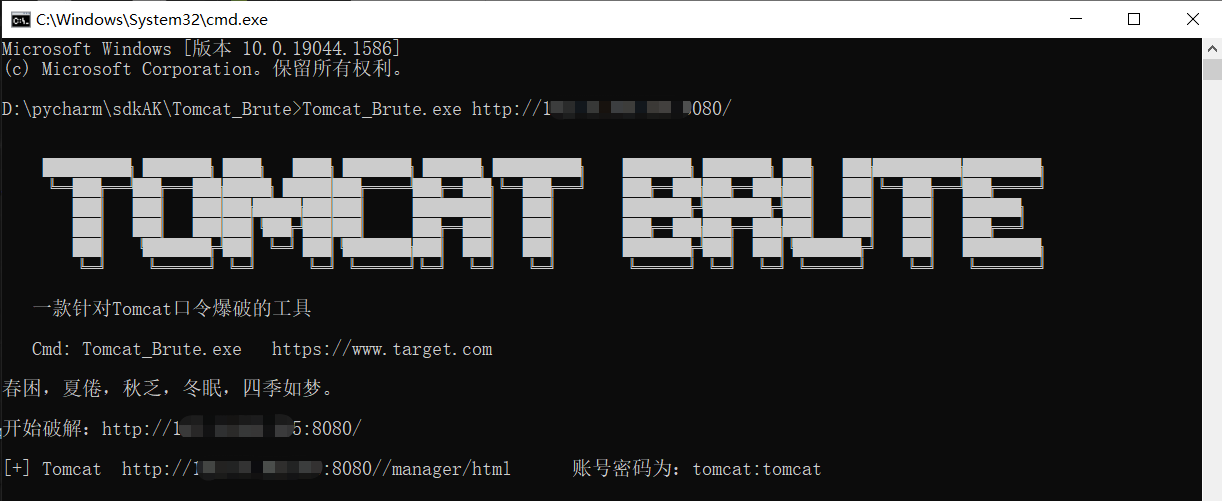 C:\Windows\System32\cmd.exe
Microsoft Windows [版本 10.0.19044.1586]
(c) Microsoft Corporation。保留所有权利。
D:\pycharm\sdkAK\Tomcat_Brute>Tomcat_Brute.exe http://1 8080/
TOMCAT BRUTE
一款针对Tomcat口令爆破的工具
Cmd: Tomcat_Brute.exe https://www.target.com
春困，夏倦，秋乏，冬眠，四季如梦。
开始破解：http://1 5:8080/
[+] Tomcat http://1 :8080//manager/html 账号密码为：tomcat:tomcat